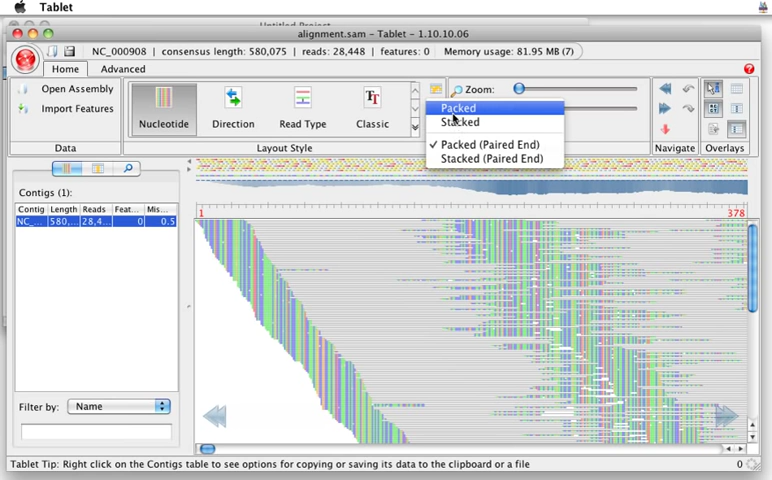 Tablet
Untitled Project
alignment.sam - Tablet - 1.10.10.06
NC_000908 | consensus length: 580,075 | reads: 28,448 | features: 0 Memory usage: 81.95 MB (7)
Home Advanced
Open Assembly
Import Features
Data
Nucleotide Direction Read Type Classic
Layout Style
Zoom:
Packed
Stacked
✓ Packed (Paired End)
Stacked (Paired End)
Navigate
Overlays
Contigs (1):
Contig Length Reads Feat... Mis...
NC_... 580,... 28,4... 0 0.5
1 378
Filter by: Name
Tablet Tip: Right click on the Contigs table to see options for copying or saving its data to the clipboard or a file 0